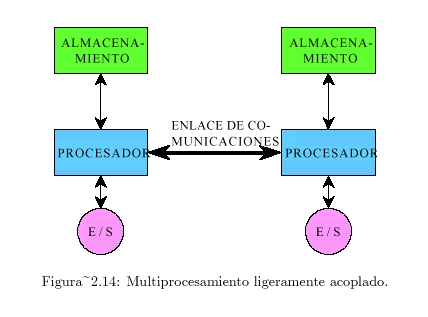 ALMACENA-
MIENTO
ALMACENA-
MIENTO
ENLACE DE CO-
MUNICACIONES
PROCESADOR
PROCESADOR
E / S
E / S
Figura~2.14: Multiprocesamiento ligeramente acoplado.